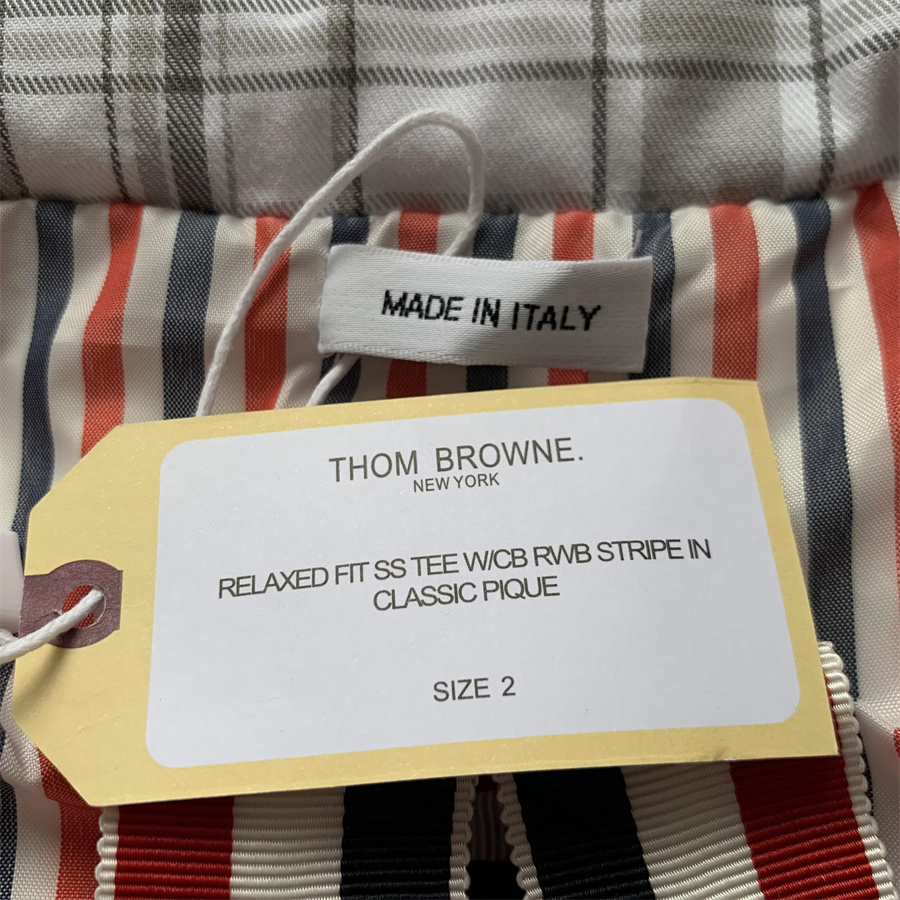 MADE IN ITALY
THOM BROWNE.
NEW YORK
RELAXED FIT SS TEE W/CB RWB STRIPE IN
CLASSIC PIQUE
SIZE 2